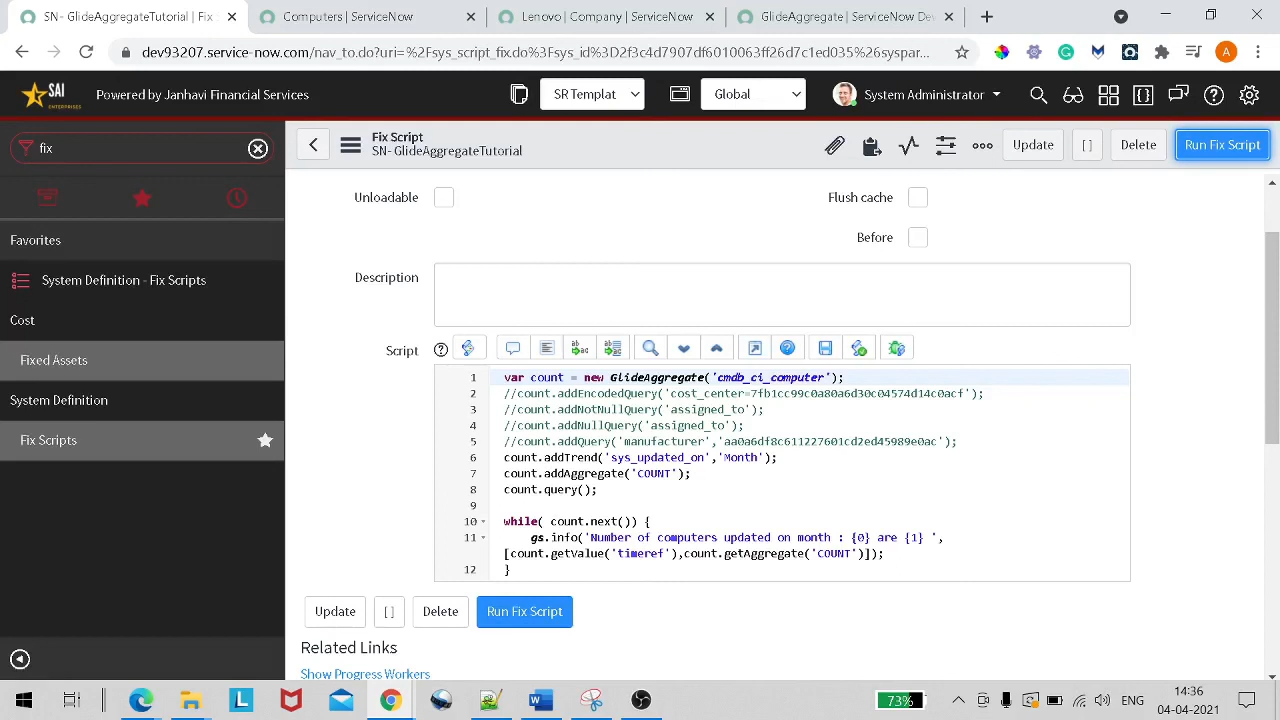 SN-GlideAggregateTutorial | Fix
Computers | ServiceNow
Lenovo | Company | ServiceNow
GlideAggregate | ServiceNow Dev
dev93207.service-now.com/nav_to.do?uri=%2Fsys_script_fix.do%3Fsys_id%3D2f3c4d7907df6010063ff26d7c1ed035%26syspar...
A
SAI
ENTERPRISES
Powered by Janhavi Financial Services
SR Templat
Global
System Administrator
fix
Fix Script
SN- GlideAggregateTutorial
Update
[ ]
Delete
Run Fix Script
Unloadable
Flush cache
Before
Favorites
System Definition - Fix Scripts
Cost
Fixed Assets
System Definition
Fix Scripts
Description
Script
1 var count = new GlideAggregate('cmdb_ci_computer');
2 //count.addEncodedQuery('cost_center=7fb1cc99c0a80a6d30c04574d14c0acf');
3 //count.addNotNullQuery('assigned_to');
4 //count.addNullQuery('assigned_to');
5 //count.addQuery('manufacturer','aa0a6df8c611227601cd2ed45989e0ac');
6 count.addTrend('sys_updated_on','Month');
7 count.addAggregate('COUNT');
8 count.query();
9
10 while( count.next()) {
11 gs.info('Number of computers updated on month : {0} are {1} ',
[count.getValue('timeref'),count.getAggregate('COUNT')]);
12 }
Update
[ ]
Delete
Run Fix Script
Related Links
Show Progress Workers
73%
ENG
14:36
04-04-2021